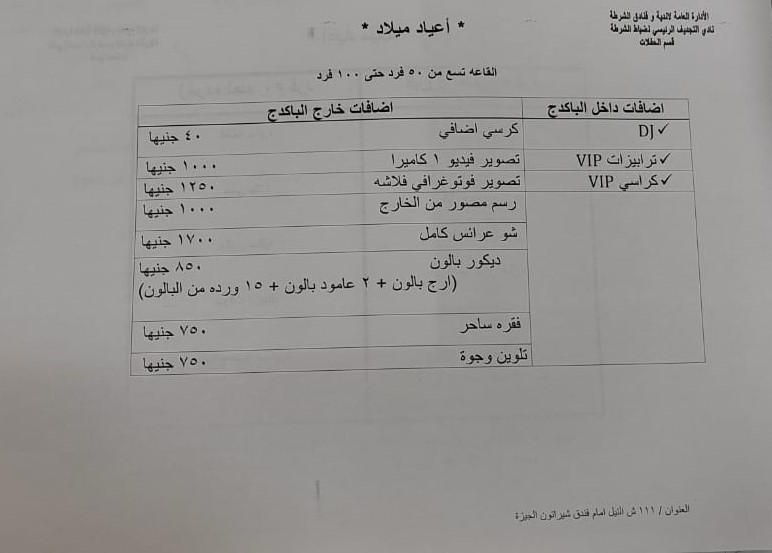 الأدارة العامة لاندية و فنادق الشرطة
نادي التجديف الرئيسي لضباط الشرطة
قسم الحفلات
* أعياد ميلاد *
القاعه تسع من ٥٠ فرد حتى ١٠٠ فرد
اضافات داخل الباكدج اضافات خارج الباكدج
✓DJ كرسي اضافي ٤٠ جنيها
✓ترابيزات VIP تصوير فيديو ١ كاميرا ١٠٠٠ جنيها
✓كراسي VIP تصوير فوتوغرافي فلاشه ١٢٥٠ جنيها
رسم مصور من الخارج ١٠٠٠ جنيها
شو عرائس كامل ١٧٠٠ جنيها
ديكور بالون ٨٥٠ جنيها
(ارج بالون + ٢ عامود بالون + ١٥ ورده من البالون)
فقره ساحر ٧٥٠ جنيها
تلوين وجوة ٧٥٠ جنيها
العنوان / ١١١ ش النيل امام فندق شيراتون الجيزة